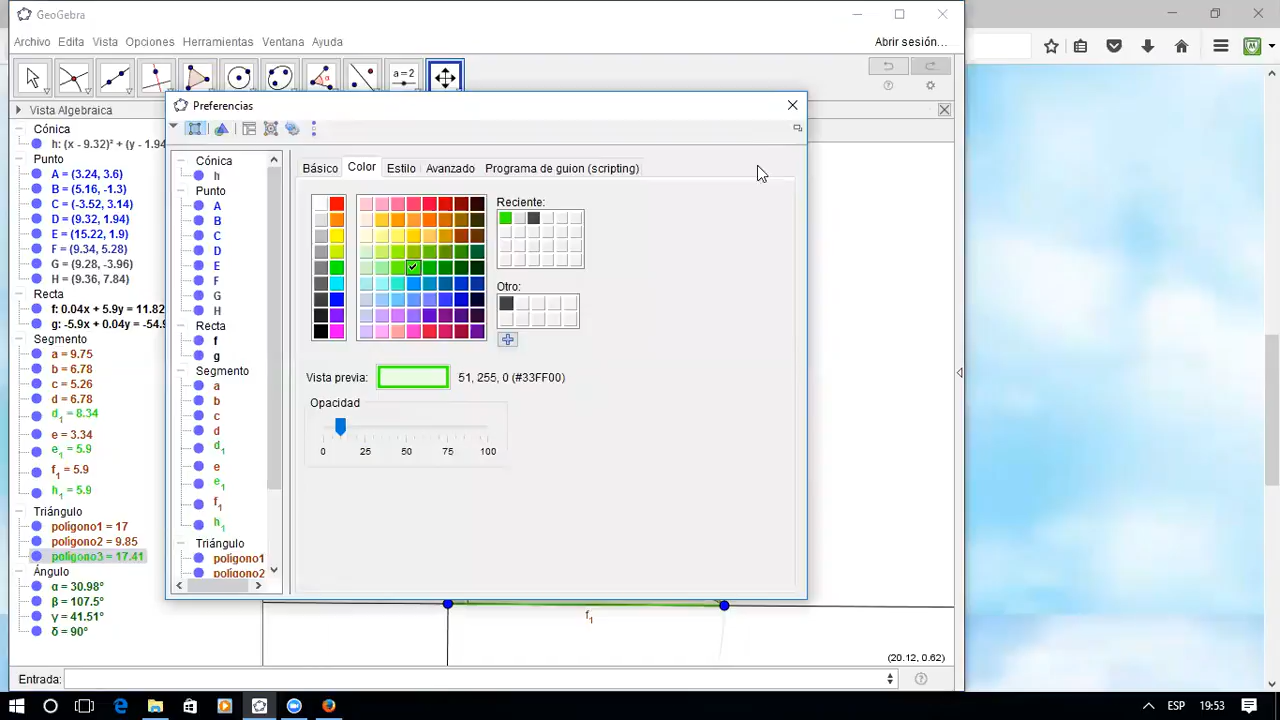 GeoGebra
Archivo Edita Vista Opciones Herramientas Ventana Ayuda
Abrir sesión...
a=2
Vista Algebraica
Cónica
h: (x - 9.32)² + (y - 1.94
Punto
A = (3.24, 3.6)
B = (5.16, -1.3)
C = (-3.52, 3.14)
D = (9.32, 1.94)
E = (15.22, 1.9)
F = (9.34, 5.28)
G = (9.28, -3.96)
H = (9.36, 7.84)
Recta
f: 0.04x + 5.9y = 11.82
g: -5.9x + 0.04y = -54.9
Segmento
a = 9.75
b = 6.78
c = 5.26
d = 6.78
d₁ = 8.34
e = 3.34
e₁ = 5.9
f₁ = 5.9
h₁ = 5.9
Triángulo
polígono1 = 17
polígono2 = 9.85
polígono3 = 17.41
Ángulo
α = 30.98°
β = 107.5°
γ = 41.51°
δ = 90°
Preferencias
Cónica
h
Punto
A
B
C
D
E
F
G
H
Recta
f
g
Segmento
a
b
c
d
d₁
e
e₁
f₁
h₁
Triángulo
polígono1
polígono2
Básico Color Estilo Avanzado Programa de guion (scripting)
Reciente:
Otro:
Vista previa: 51, 255, 0 (#33FF00)
Opacidad
0 25 50 75 100
f₁
(20.12, 0.62)
Entrada:
ESP 19:53